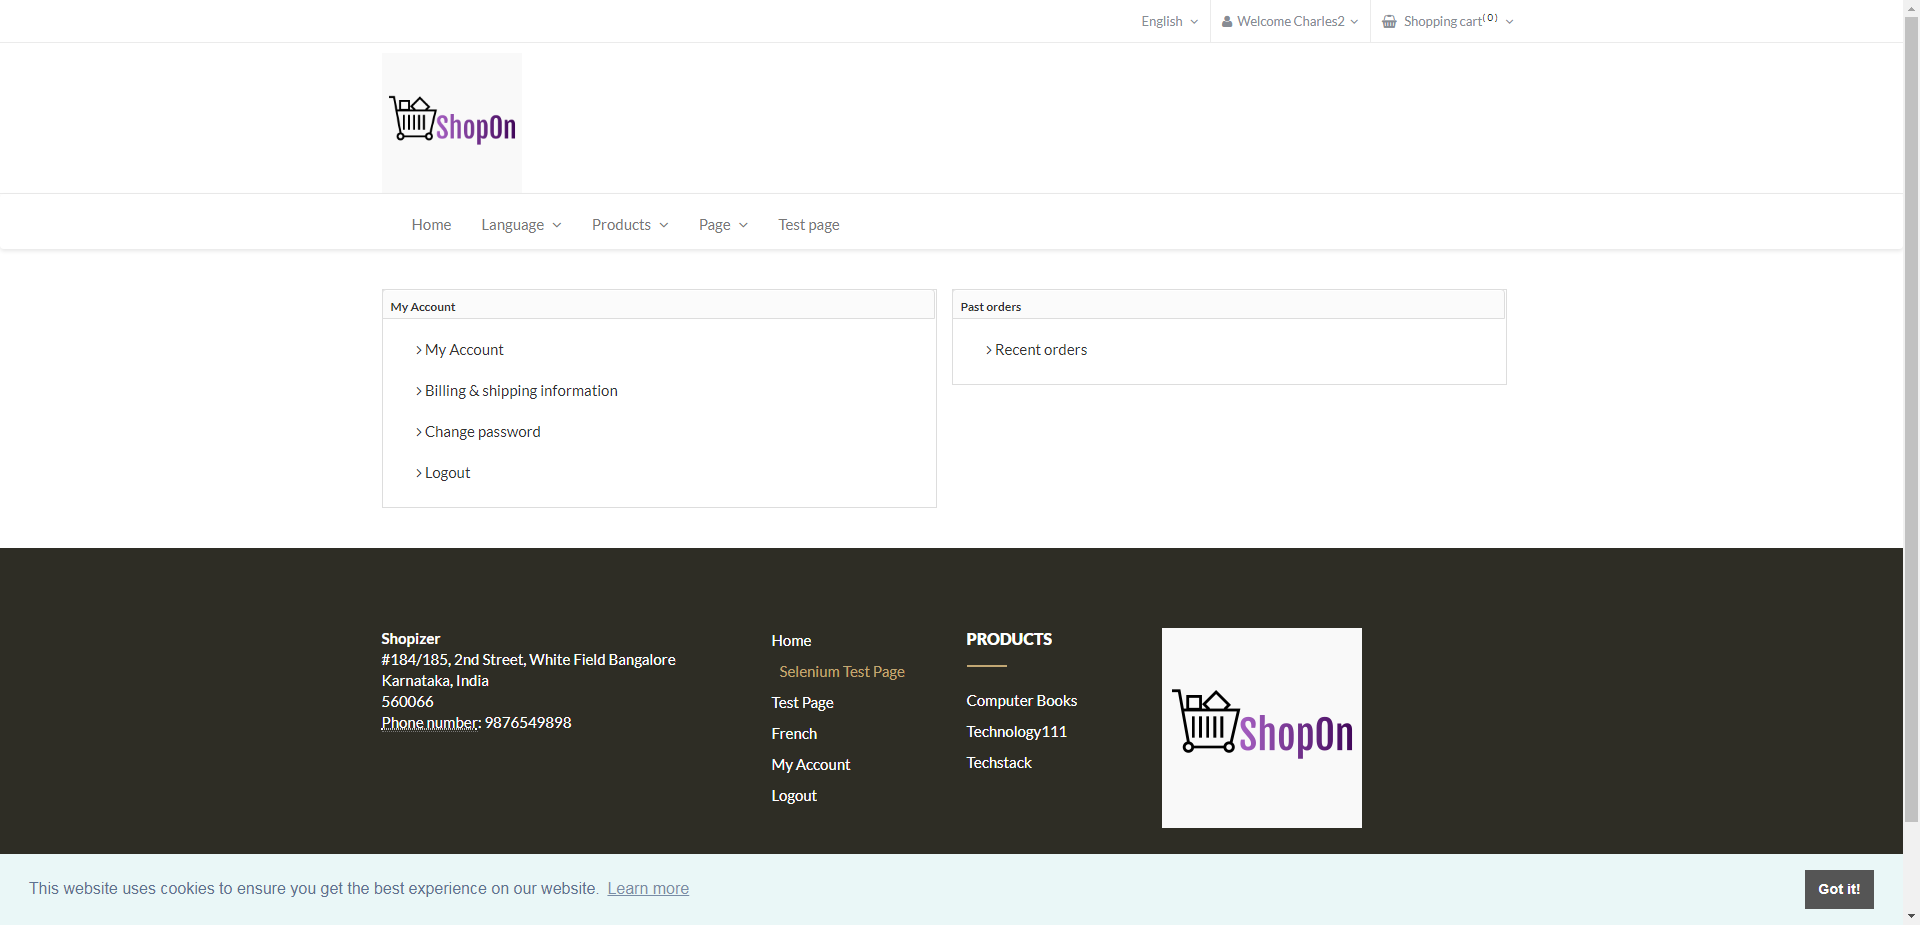 English
Welcome Charles2
Shopping cart(0)
ShopOn
Home
Language
Products
Page
Test page
My Account
My Account
Billing & shipping information
Change password
Logout
Past orders
Recent orders
Shopizer
#184/185, 2nd Street, White Field Bangalore
Karnataka, India
560066
Phone number: 9876549898
Home
Selenium Test Page
Test Page
French
My Account
Logout
PRODUCTS
Computer Books
Technology111
Techstack
ShopOn
This website uses cookies to ensure you get the best experience on our website. Learn more
Got it!